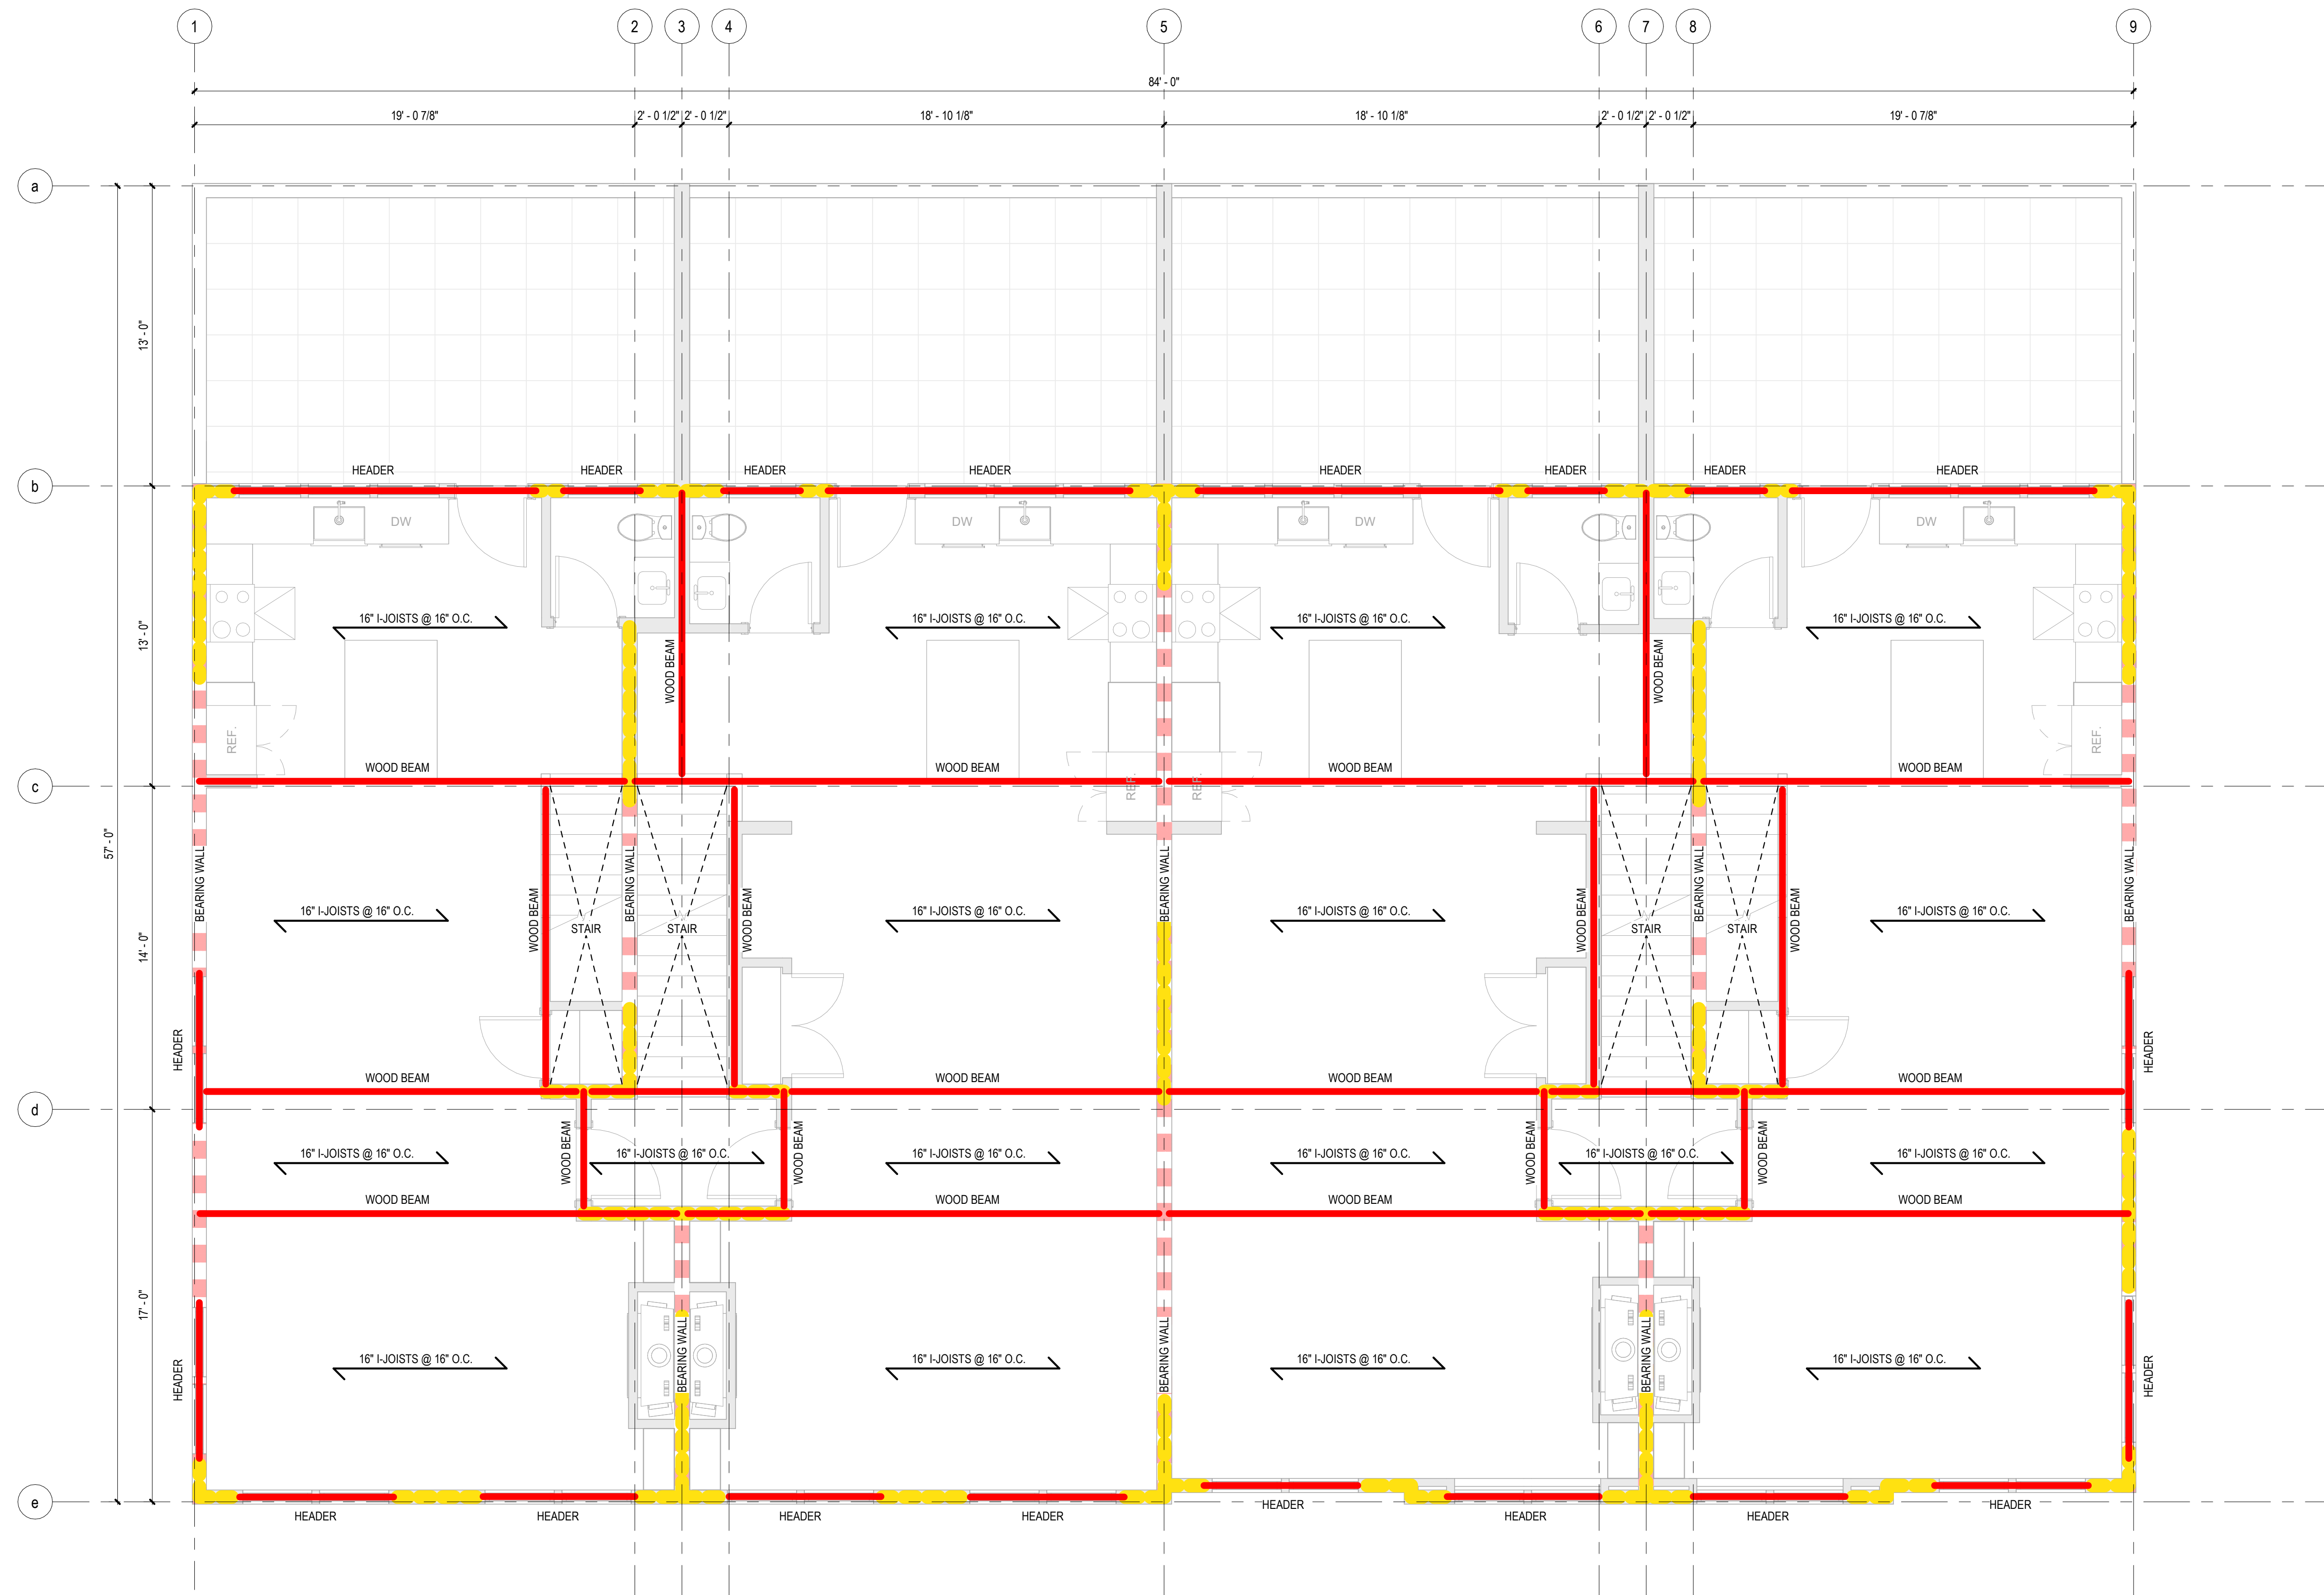 1
2
3
4
5
6
7
8
9
84' - 0"
19' - 0 7/8"
2' - 0 1/2"
2' - 0 1/2"
18' - 10 1/8"
18' - 10 1/8"
2' - 0 1/2"
2' - 0 1/2"
19' - 0 7/8"
a
13' - 0"
b
HEADER
HEADER
HEADER
HEADER
HEADER
HEADER
HEADER
HEADER
DW
DW
DW
DW
13' - 0"
16" I-JOISTS @ 16" O.C.
16" I-JOISTS @ 16" O.C.
16" I-JOISTS @ 16" O.C.
16" I-JOISTS @ 16" O.C.
WOOD BEAM
WOOD BEAM
REF.
REF.
WOOD BEAM
WOOD BEAM
WOOD BEAM
WOOD BEAM
c
REF.
REF.
57' - 0"
BEARING WALL
BEARING WALL
BEARING WALL
BEARING WALL
BEARING WALL
16" I-JOISTS @ 16" O.C.
16" I-JOISTS @ 16" O.C.
16" I-JOISTS @ 16" O.C.
16" I-JOISTS @ 16" O.C.
14' - 0"
WOOD BEAM
STAIR
STAIR
WOOD BEAM
WOOD BEAM
STAIR
STAIR
WOOD BEAM
HEADER
HEADER
WOOD BEAM
WOOD BEAM
WOOD BEAM
WOOD BEAM
d
16" I-JOISTS @ 16" O.C.
WOOD BEAM
16" I-JOISTS @ 16" O.C.
WOOD BEAM
16" I-JOISTS @ 16" O.C.
16" I-JOISTS @ 16" O.C.
WOOD BEAM
16" I-JOISTS @ 16" O.C.
WOOD BEAM
16" I-JOISTS @ 16" O.C.
WOOD BEAM
WOOD BEAM
WOOD BEAM
WOOD BEAM
17' - 0"
HEADER
16" I-JOISTS @ 16" O.C.
BEARING WALL
16" I-JOISTS @ 16" O.C.
BEARING WALL
16" I-JOISTS @ 16" O.C.
BEARING WALL
16" I-JOISTS @ 16" O.C.
HEADER
e
HEADER
HEADER
HEADER
HEADER
HEADER
HEADER
HEADER
HEADER